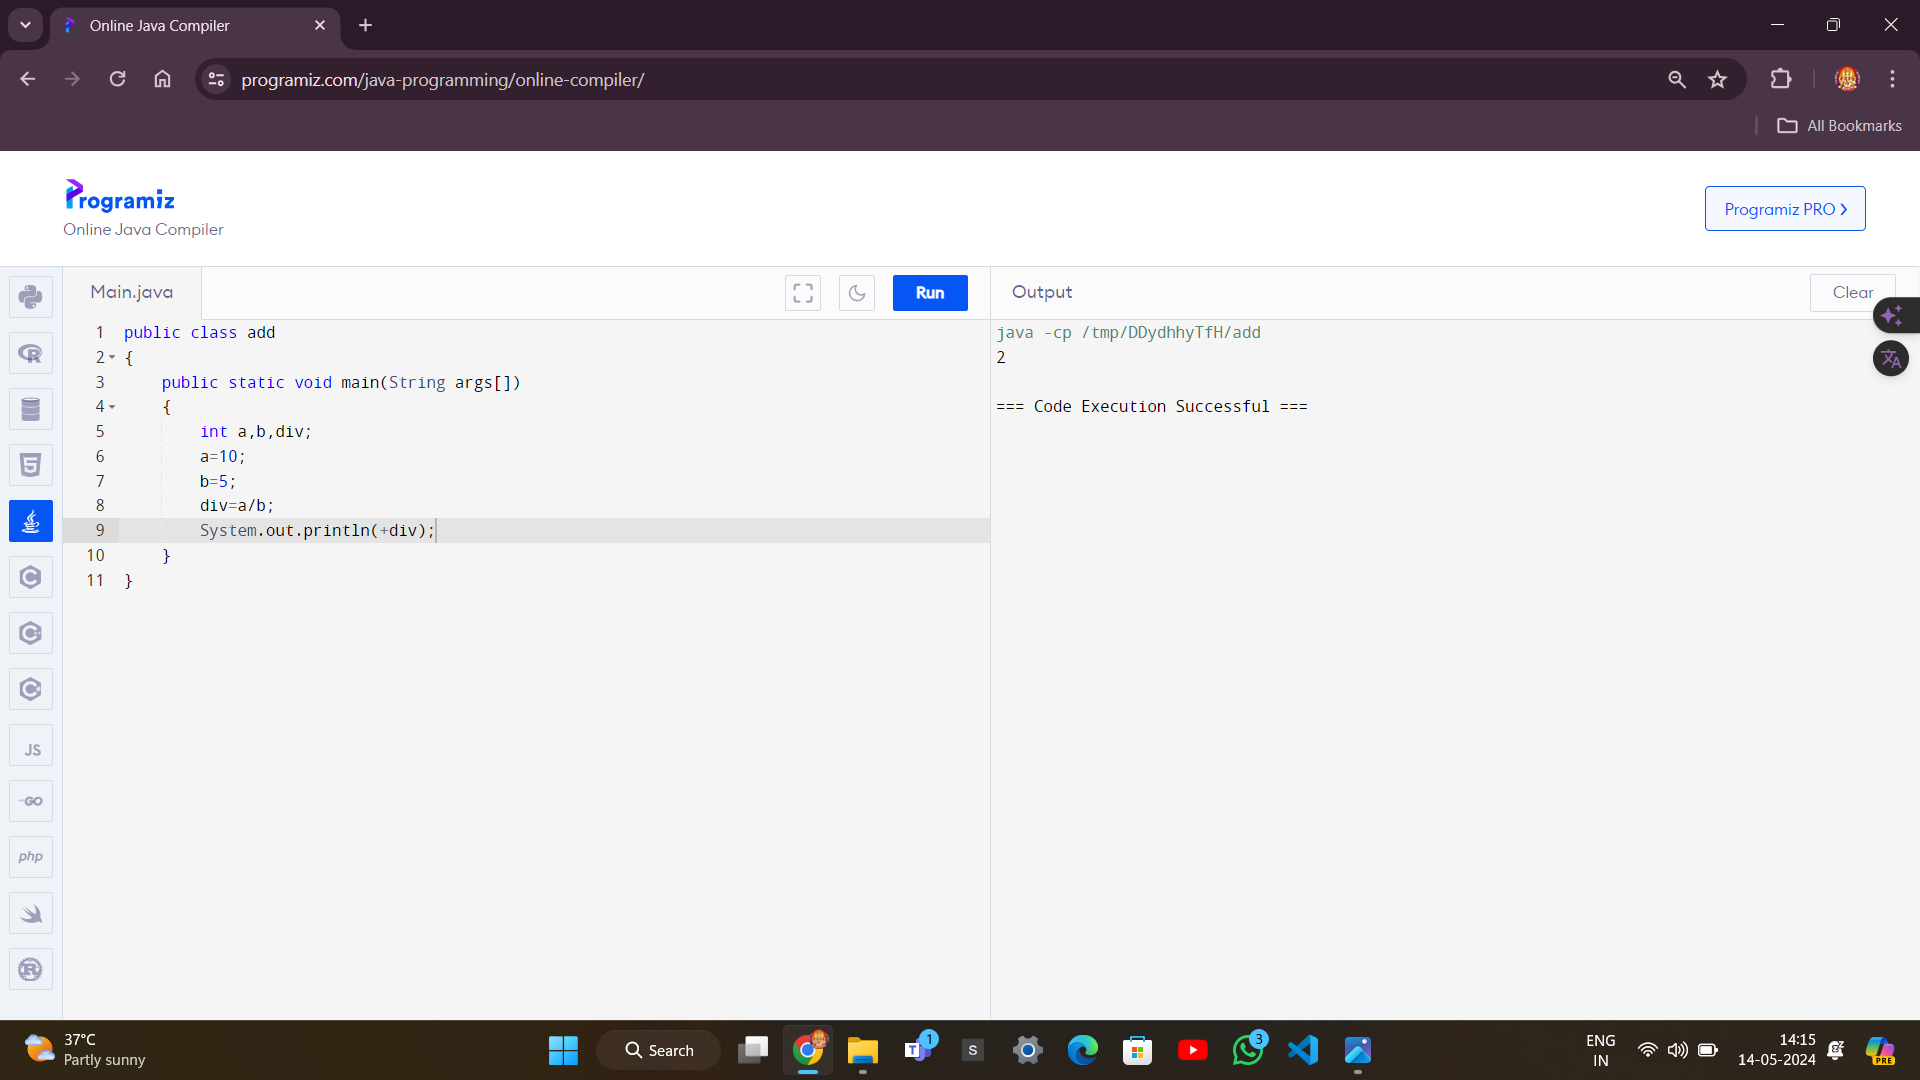 Online Java Compiler
programiz.com/java-programming/online-compiler/
All Bookmarks
Programiz
Online Java Compiler
Programiz PRO ›
Main.java
Run
Output
Clear
1 public class add
2 {
3 public static void main(String args[])
4 {
5 int a,b,div;
6 a=10;
7 b=5;
8 div=a/b;
9 System.out.println(+div);
10 }
11 }
java -cp /tmp/DDydhhyTfH/add
2
=== Code Execution Successful ===
JS
GO
php
37°C
Partly sunny
Search
T
1
S
3
ENG
IN
14:15
14-05-2024
PRE